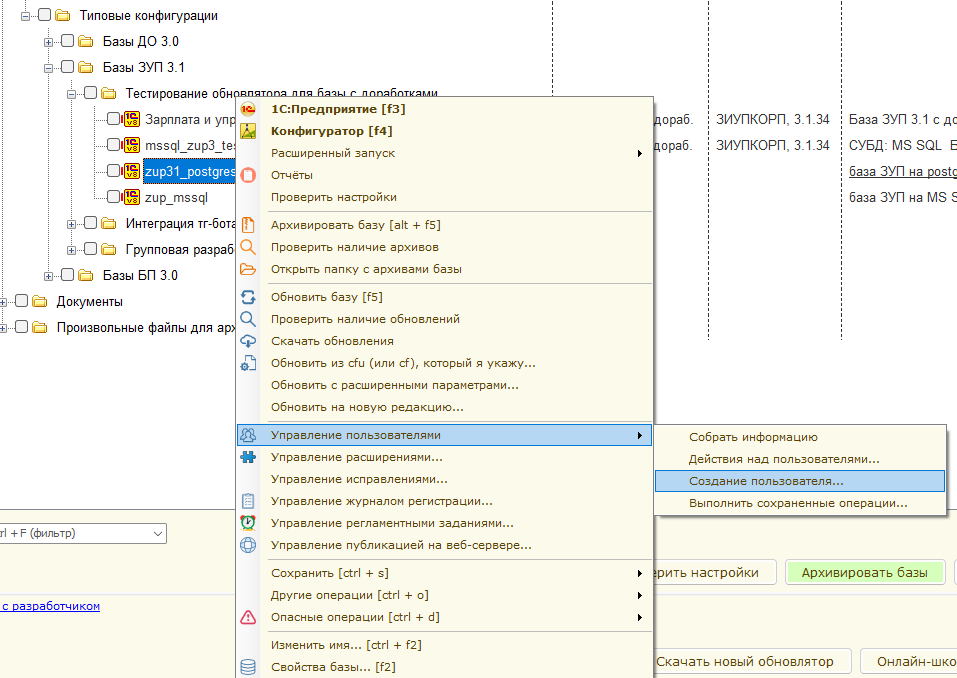 Типовые конфигурации
Базы ДО 3.0
Базы ЗУП 3.1
Тестирование обновлятора для базы с доработками
Зарплата и упр
дораб.
ЗИУПКОРП, 3.1.34
База ЗУП 3.1 с до
mssql_zup3_tes
дораб.
ЗИУПКОРП, 3.1.34
СУБД: MS SQL
zup31_postgres
база ЗУП на postg
zup_mssql
база ЗУП на MS S
Интеграция тг-бота
Групповая разраб
Базы БП 3.0
Документы
Произвольные файлы для арх
1С:Предприятие [f3]
Конфигуратор [f4]
Расширенный запуск
Отчёты
Проверить настройки
Архивировать базу [alt + f5]
Проверить наличие архивов
Открыть папку с архивами базы
Обновить базу [f5]
Проверить наличие обновлений
Скачать обновления
Обновить из cfu (или cf), который я укажу...
Обновить с расширенными параметрами...
Обновить на новую редакцию...
Управление пользователями
Управление расширениями...
Управление исправлениями...
Управление журналом регистрации...
Управление регламентными заданиями...
Управление публикацией на веб-сервере...
Сохранить [ctrl + s]
Другие операции [ctrl + o]
Опасные операции [ctrl + d]
Изменить имя... [ctrl + f2]
Свойства базы... [f2]
Собрать информацию
Действия над пользователями...
Создание пользователя...
Выполнить сохраненные операции...
rl + F (фильтр)
ерить настройки
Архивировать базы
с разработчиком
Скачать новый обновлятор
Онлайн-шко